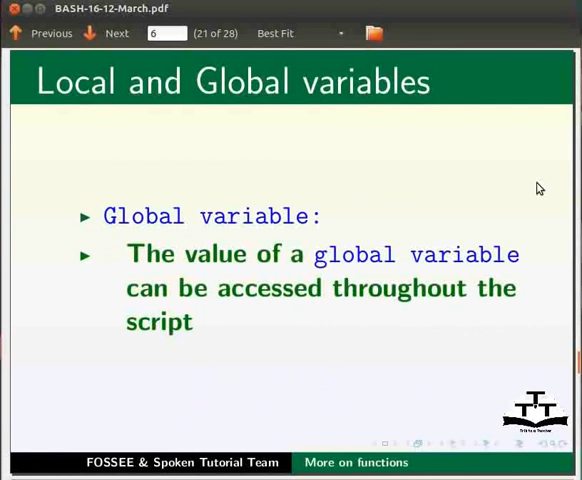 BASH-16-12-March.pdf
Previous Next 6 (21 of 28) Best Fit
Local and Global variables
Global variable:
The value of a global variable
can be accessed throughout the
script
TTT
FOSSEE & Spoken Tutorial Team More on functions